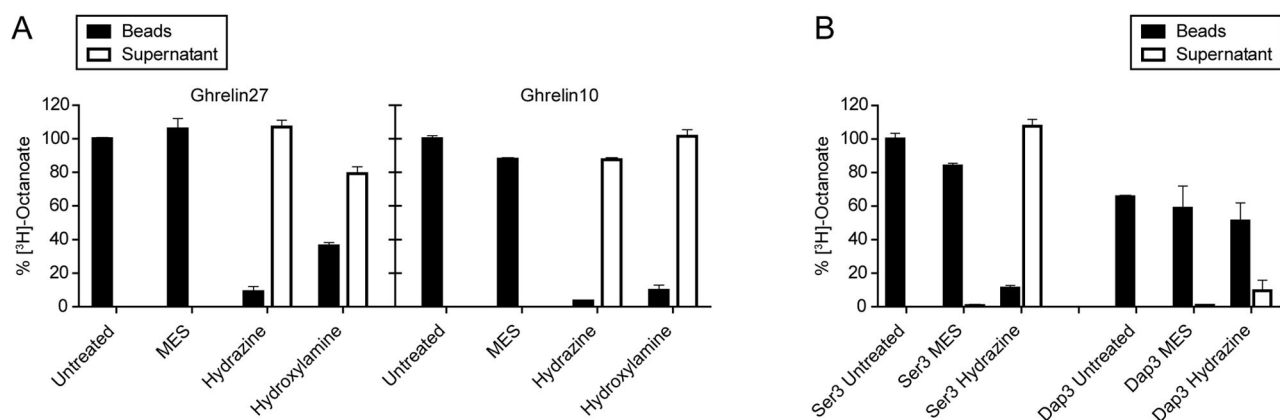 A
Beads
Supernatant
Ghrelin27
Ghrelin10
% [³H]-Octanoate
120
100
80
60
40
20
0
Untreated
MES
Hydrazine
Hydroxylamine
Untreated
MES
Hydrazine
Hydroxylamine
B
Beads
Supernatant
% [³H]-Octanoate
120
100
80
60
40
20
0
Ser3 Untreated
Ser3 MES
Ser3 Hydrazine
Dap3 Untreated
Dap3 MES
Dap3 Hydrazine